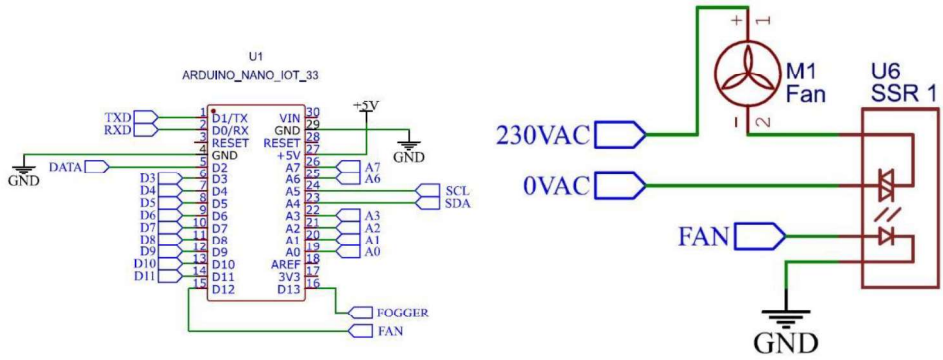 U1
ARDUINO_NANO_IOT_33
+5V
TXD 1 D1/TX VIN 30
RXD 2 D0/RX GND 29
3 RESET RESET 28
GND 4 GND +5V 27 GND
DATA 5 D2 A7 26 A7
D3 6 D3 A6 25 A6
D4 7 D4 A5 24 SCL
D5 8 D5 A4 23 SDA
D6 9 D6 A3 22 A3
D7 10 D7 A2 21 A2
D8 11 D8 A1 20 A1
D9 12 D9 A0 19 A0
D10 13 D10 AREF 18
D11 14 D11 3V3 17
15 D12 D13 16
FOGGER
FAN
+ 1
M1
Fan
- 2
U6
SSR 1
230VAC
0VAC
FAN
GND